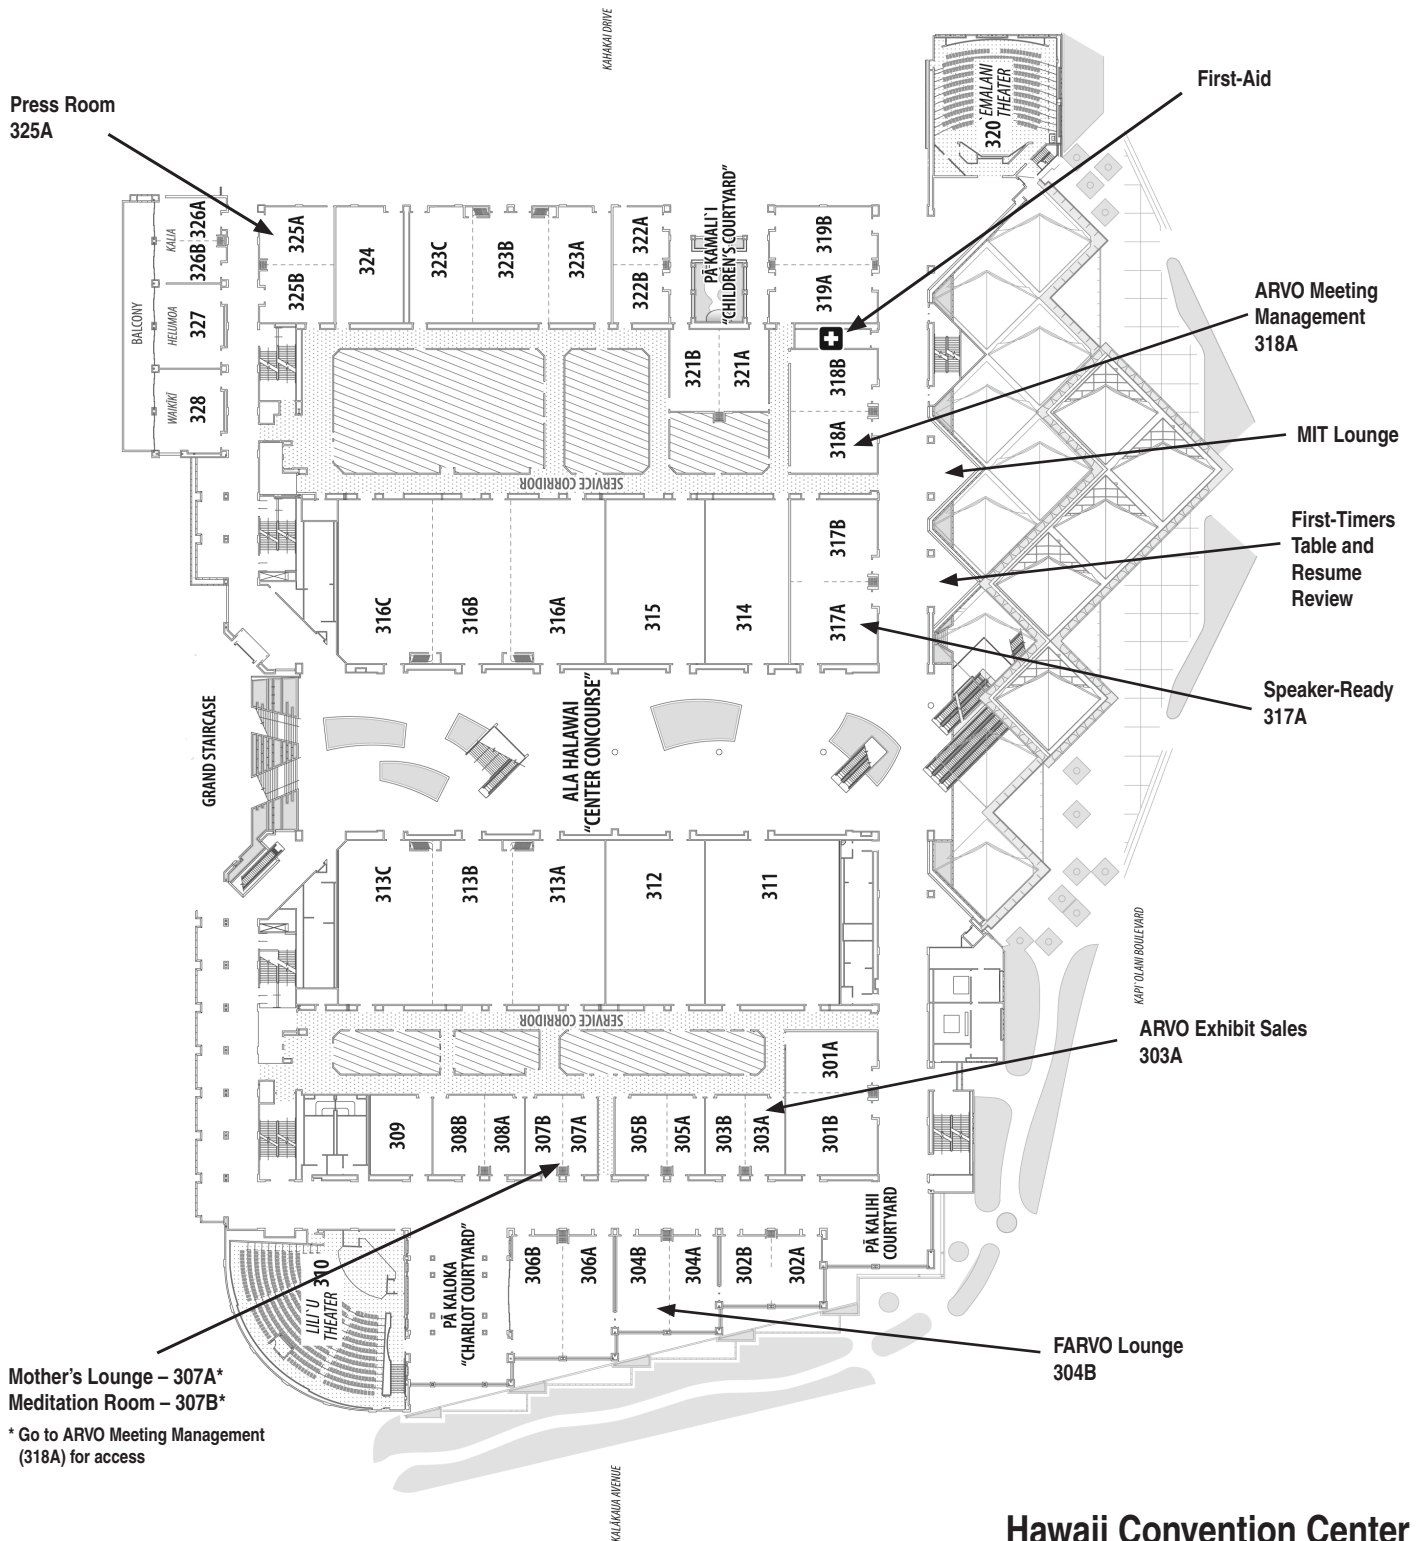 KAHAKAI DRIVE
Press Room
325A
First-Aid
320
`EMALANI
THEATER
PĀ KAMALI`I
“CHILDREN’S COURTYARD”
BALCONY
KALIA
326A
326B
HELUMOA
327
WAIKĪKĪ
328
325A
325B
324
323C
323B
323A
322A
322B
319B
319A
321B
321A
318B
318A
ARVO Meeting
Management
318A
MIT Lounge
SERVICE CORRIDOR
First-Timers
Table and
Resume
Review
316C
316B
316A
315
314
317B
317A
Speaker-Ready
317A
GRAND STAIRCASE
ALA HALAWAI
“CENTER CONCOURSE”
313C
313B
313A
312
311
KAPI`OLANI BOULEVARD
SERVICE CORRIDOR
ARVO Exhibit Sales
303A
301A
301B
309
308B
308A
307B
307A
305B
305A
303B
303A
PĀ KALIHI
COURTYARD
310
LILI`U
THEATER
PĀ KALOKA
“CHARLOT COURTYARD”
306B
306A
304B
304A
302B
302A
FARVO Lounge
304B
Mother’s Lounge – 307A*
Meditation Room – 307B*
* Go to ARVO Meeting Management
(318A) for access
KALĀKAUA AVENUE
Hawaii Convention Center